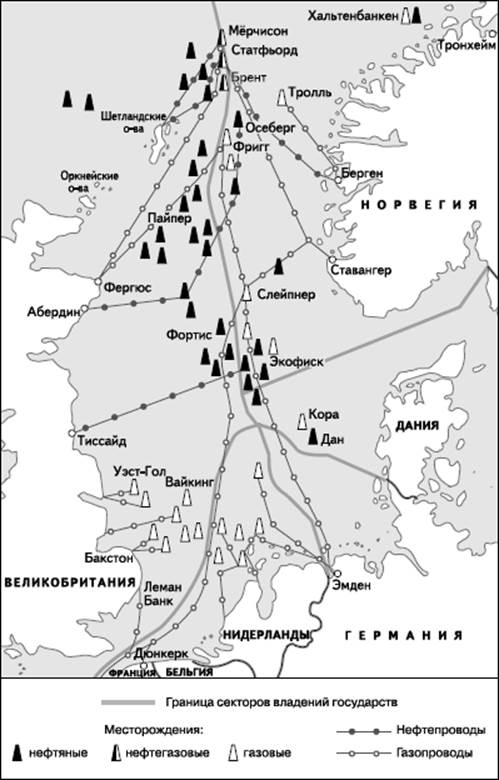 Хальтенбанкен
Мёрчисон
Статфьорд
Тронхейм
Брент
Тролль
Шетландские
о-ва
Осеберг
Фригг
Оркнейские
о-ва
Берген
НОРВЕГИЯ
Пайпер
Ставангер
Фергюс
Слейпнер
Абердин
Фортис
Экофиск
Кора
ДАНИЯ
Дан
Тиссайд
Уэст-Гол
Вайкинг
Бакстон
ВЕЛИКОБРИТАНИЯ
Леман
Банк
Эмден
НИДЕРЛАНДЫ
ГЕРМАНИЯ
Дюнкерк
ФРАНЦИЯ
БЕЛЬГИЯ
Граница секторов владений государств
Месторождения:
Нефтепроводы
нефтяные
нефтегазовые
газовые
Газопроводы